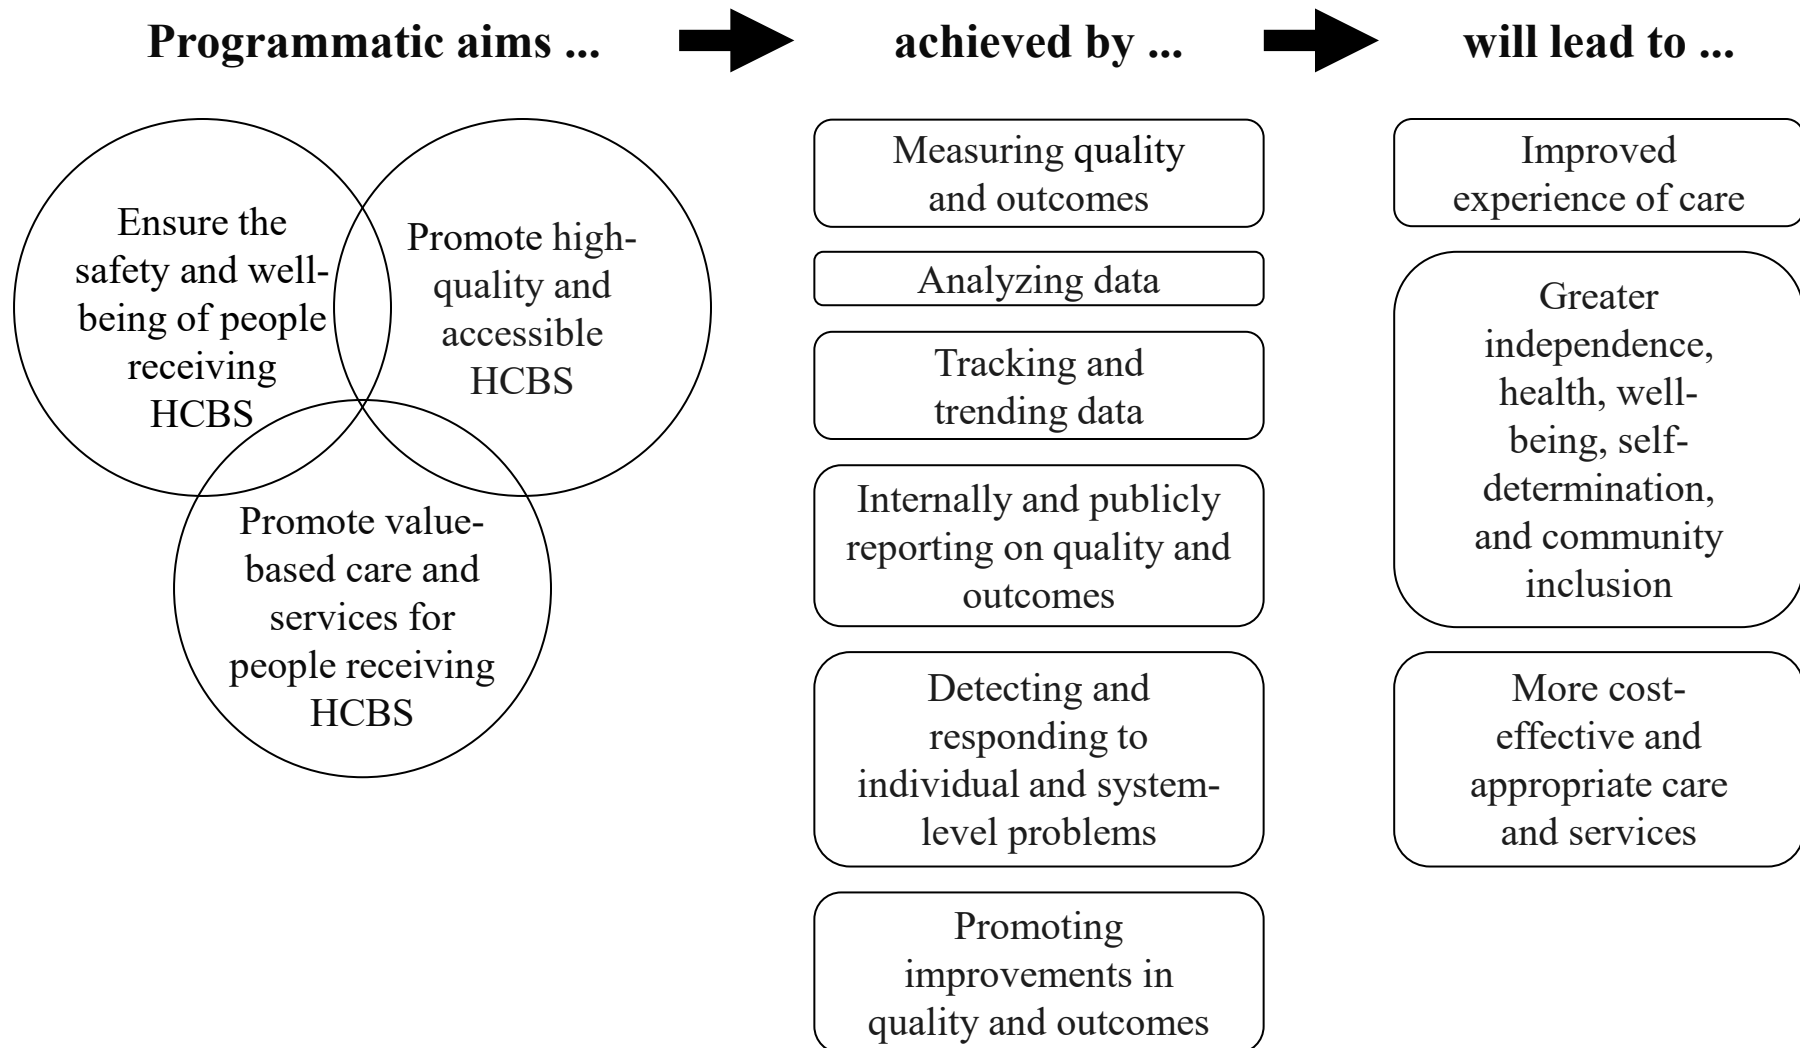 Programmatic aims ...
achieved by ...
will lead to ...
Ensure the
safety and well-
being of people
receiving
HCBS
Promote high-
quality and
accessible
HCBS
Promote value-
based care and
services for
people receiving
HCBS
Measuring quality
and outcomes
Analyzing data
Tracking and
trending data
Internally and publicly
reporting on quality and
outcomes
Detecting and
responding to
individual and system-
level problems
Promoting
improvements in
quality and outcomes
Improved
experience of care
Greater
independence,
health, well-
being, self-
determination,
and community
inclusion
More cost-
effective and
appropriate care
and services